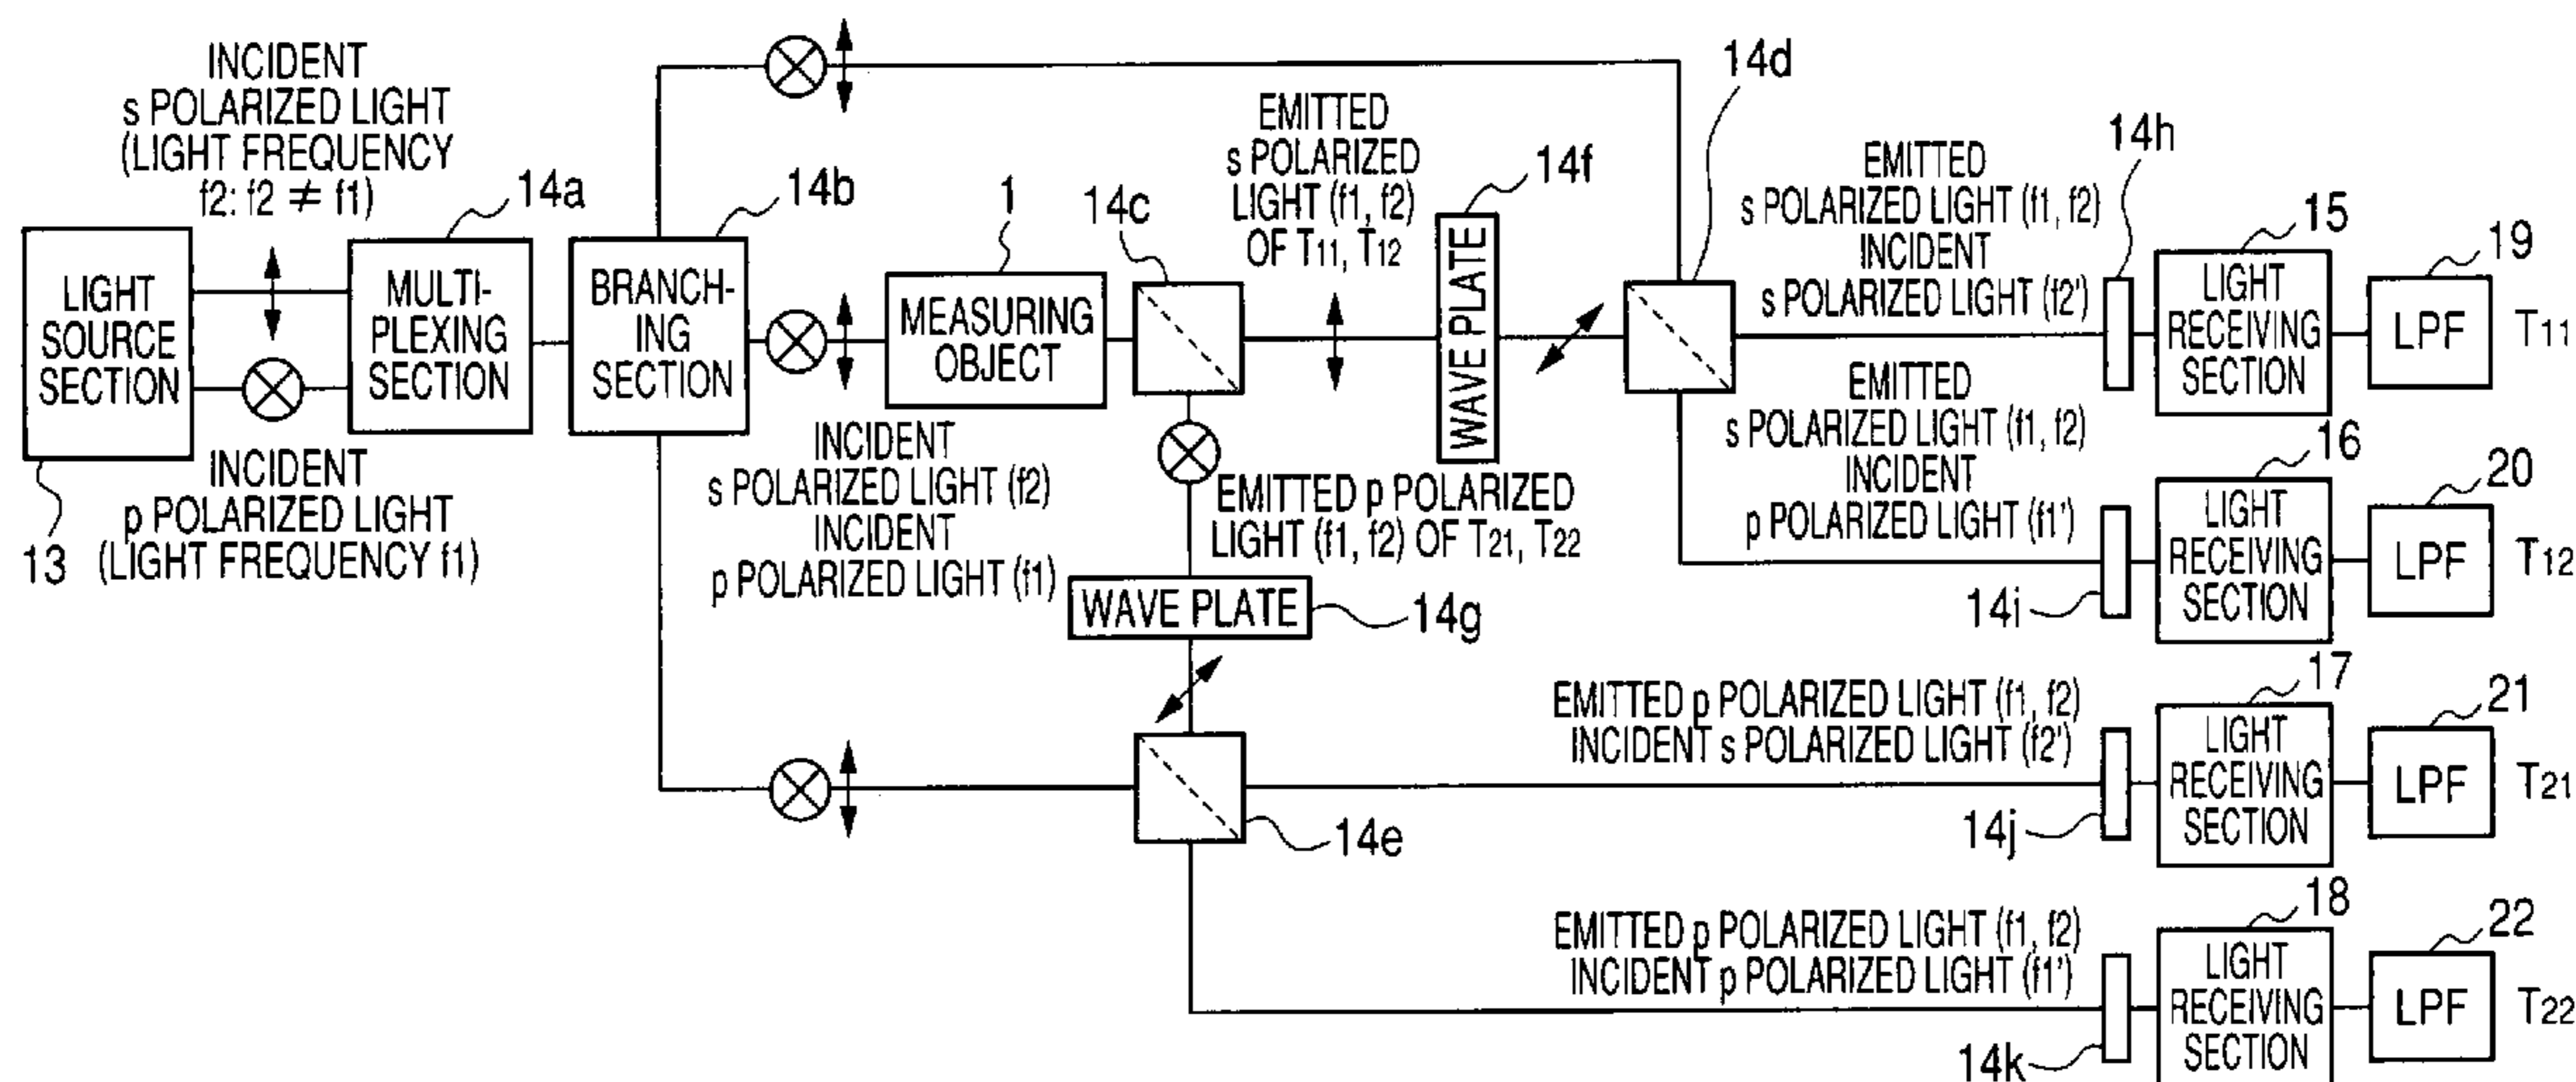 INCIDENT
s POLARIZED LIGHT
(LIGHT FREQUENCY
f2: f2 ≠ f1)
14a
14b
1
14c
EMITTED
s POLARIZED
LIGHT (f1, f2)
OF T11, T12
14f
14d
14h
EMITTED
s POLARIZED LIGHT (f1, f2)
INCIDENT
s POLARIZED LIGHT (f2')
15
19
LIGHT
SOURCE
SECTION
MULTI-
PLEXING
SECTION
BRANCH-
ING
SECTION
MEASURING
OBJECT
WAVE PLATE
LIGHT
RECEIVING
SECTION
LPF
T11
13
INCIDENT
p POLARIZED LIGHT
(LIGHT FREQUENCY f1)
INCIDENT
s POLARIZED LIGHT (f2)
INCIDENT
p POLARIZED LIGHT (f1)
EMITTED p POLARIZED
LIGHT (f1, f2) OF T21, T22
EMITTED
s POLARIZED LIGHT (f1, f2)
INCIDENT
p POLARIZED LIGHT (f1')
14i
16
LIGHT
RECEIVING
SECTION
20
LPF
T12
WAVE PLATE
14g
EMITTED p POLARIZED LIGHT (f1, f2)
INCIDENT s POLARIZED LIGHT (f2')
14j
17
LIGHT
RECEIVING
SECTION
21
LPF
T21
14e
EMITTED p POLARIZED LIGHT (f1, f2)
INCIDENT p POLARIZED LIGHT (f1')
14k
18
LIGHT
RECEIVING
SECTION
22
LPF
T22